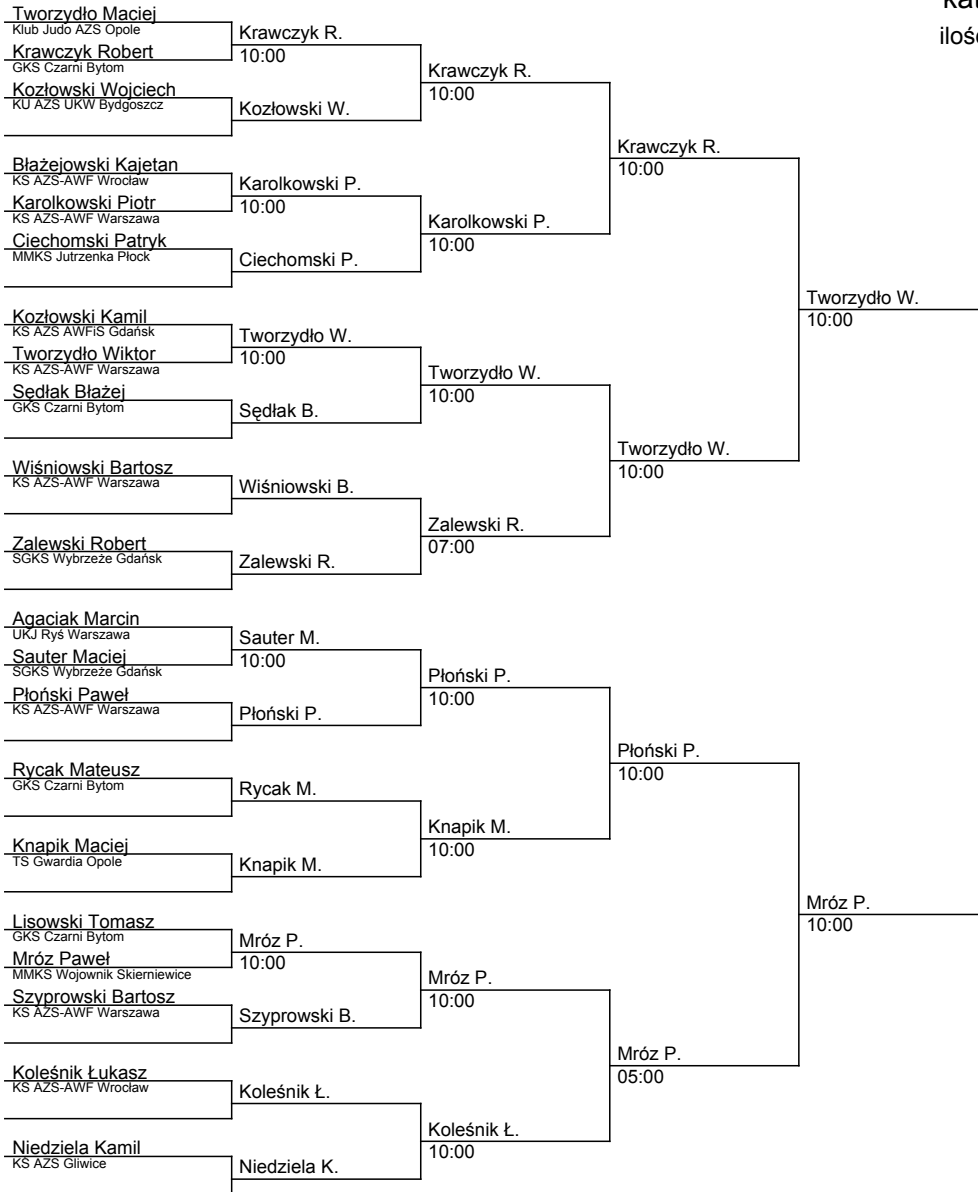 Tworzydło Maciej
Klub Judo AZS Opole
Krawczyk Robert
GKS Czarni Bytom
Kozłowski Wojciech
KU AZS UKW Bydgoszcz
Błażejowski Kajetan
KS AZS-AWF Wrocław
Karolkowski Piotr
KS AZS-AWF Warszawa
Ciechomski Patryk
MMKS Jutrzenka Płock
Kozłowski Kamil
KS AZS AWFiS Gdańsk
Tworzydło Wiktor
KS AZS-AWF Warszawa
Sędłak Błażej
GKS Czarni Bytom
Wiśniowski Bartosz
KS AZS-AWF Warszawa
Zalewski Robert
SGKS Wybrzeże Gdańsk
Agaciak Marcin
UKJ Ryś Warszawa
Sauter Maciej
SGKS Wybrzeże Gdańsk
Płoński Paweł
KS AZS-AWF Warszawa
Rycak Mateusz
GKS Czarni Bytom
Knapik Maciej
TS Gwardia Opole
Lisowski Tomasz
GKS Czarni Bytom
Mróz Paweł
MMKS Wojownik Skierniewice
Szyprowski Bartosz
KS AZS-AWF Warszawa
Koleśnik Łukasz
KS AZS-AWF Wrocław
Niedziela Kamil
KS AZS Gliwice
Krawczyk R.
10:00
Kozłowski W.
Karolkowski P.
10:00
Ciechomski P.
Tworzydło W.
10:00
Sędłak B.
Wiśniowski B.
Zalewski R.
Sauter M.
10:00
Płoński P.
Rycak M.
Knapik M.
Mróz P.
10:00
Szyprowski B.
Koleśnik Ł.
Niedziela K.
Krawczyk R.
10:00
Karolkowski P.
10:00
Tworzydło W.
10:00
Zalewski R.
07:00
Płoński P.
10:00
Knapik M.
10:00
Mróz P.
10:00
Koleśnik Ł.
10:00
Krawczyk R.
10:00
Tworzydło W.
10:00
Płoński P.
10:00
Mróz P.
05:00
Tworzydło W.
10:00
Mróz P.
10:00